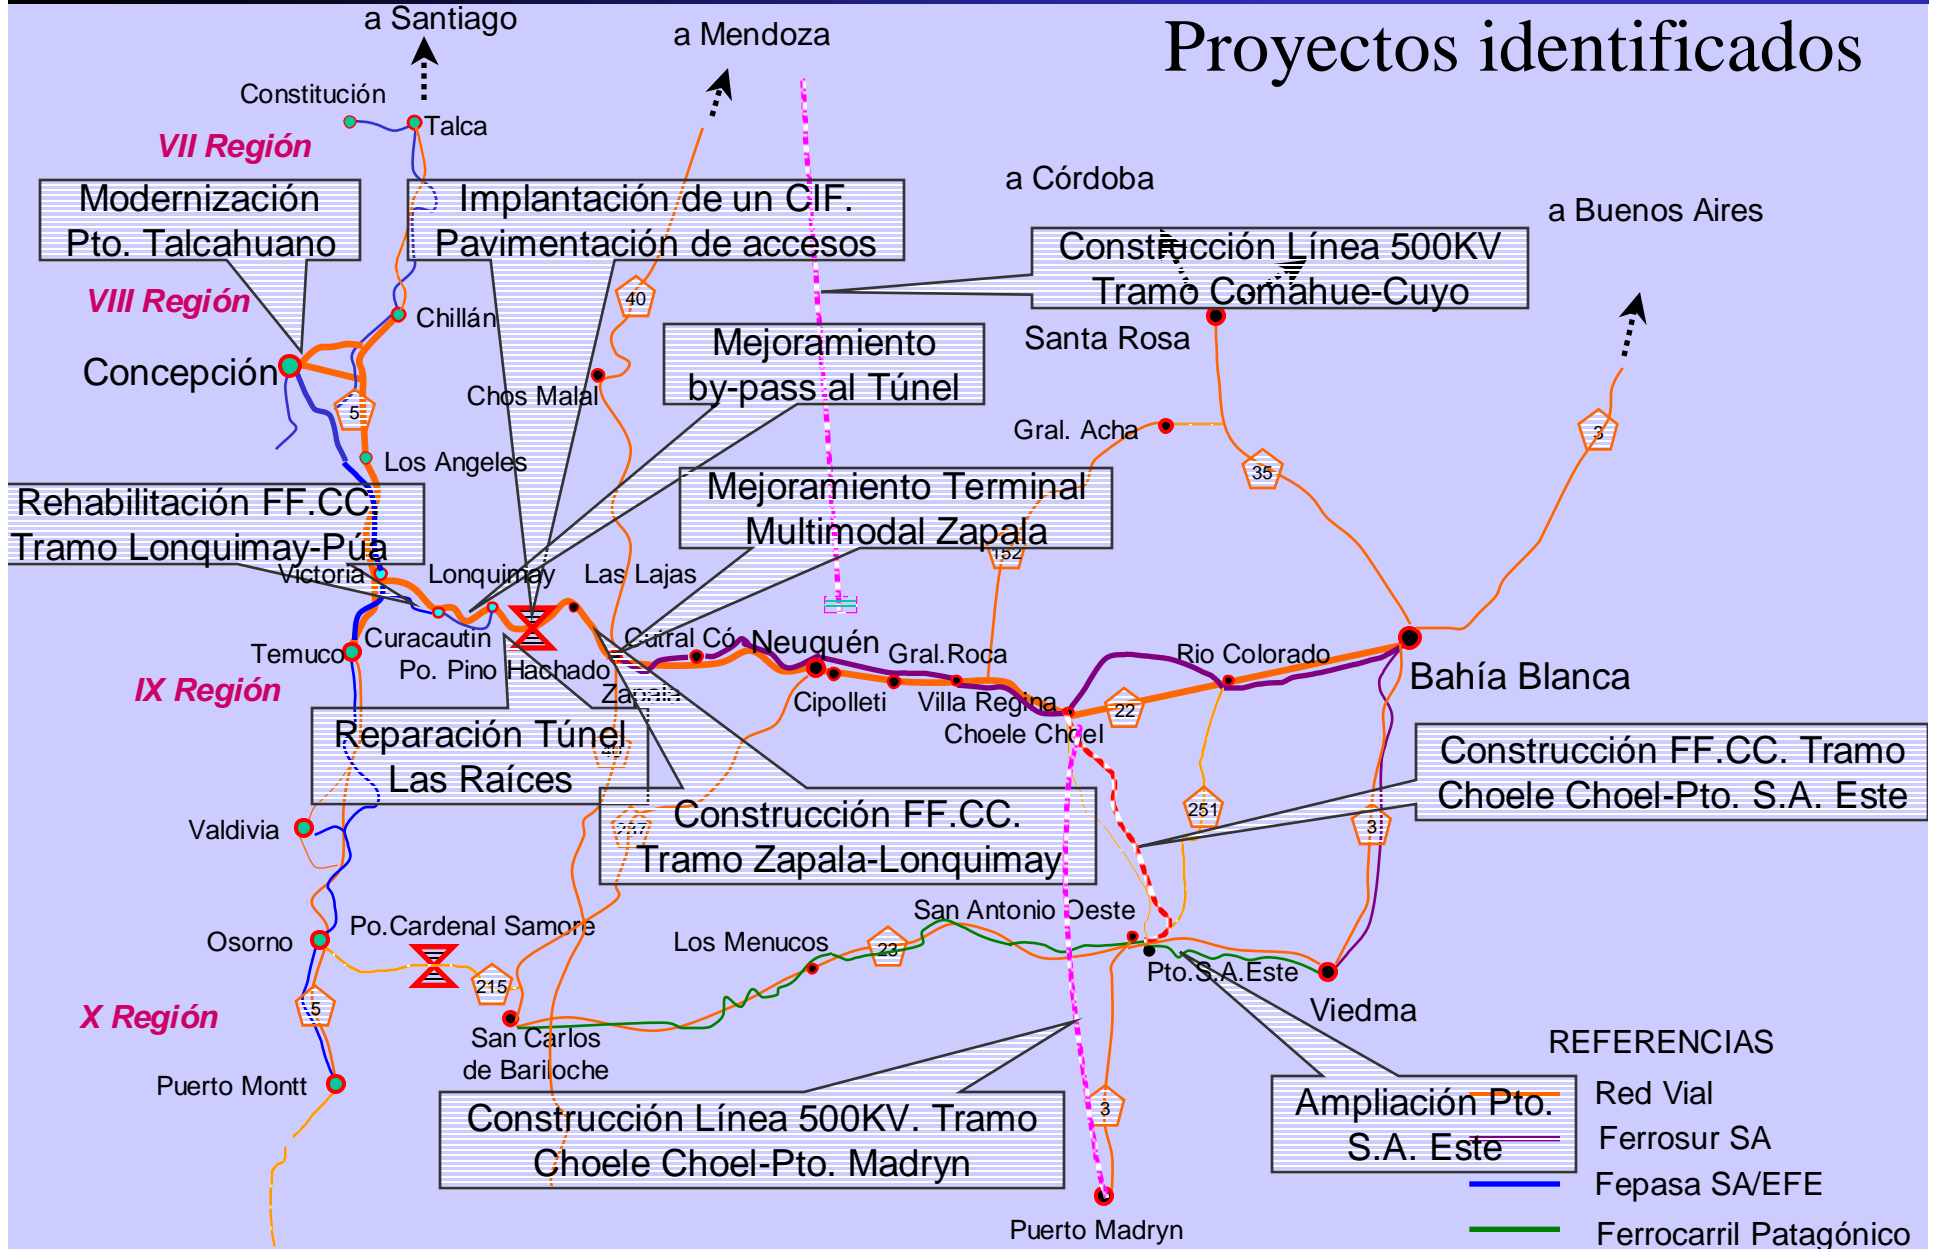 a Santiago
a Mendoza
Proyectos identificados
Constitución
Talca
VII Región
a Córdoba
a Buenos Aires
Modernización
Pto. Talcahuano
Implantación de un CIF.
Pavimentación de accesos
Construcción Línea 500KV
Tramo Comahue-Cuyo
VIII Región
40
Chillán
Santa Rosa
Mejoramiento
by-pass al Túnel
Concepción
Chos Malal
5
Gral. Acha
3
35
Los Angeles
Rehabilitación FF.CC.
Tramo Lonquimay-Púa
Mejoramiento Terminal
Multimodal Zapala
152
Victoria
Lonquimay
Las Lajas
Curacautín
Cutral Có
Neuquén
Gral.Roca
Rio Colorado
Temuco
Po. Pino Hachado
Bahía Blanca
IX Región
Zapala
Cipolleti
Villa Regina
22
Choele Choel
Reparación Túnel
Las Raíces
40
Construcción FF.CC. Tramo
Choele Choel-Pto. S.A. Este
Construcción FF.CC.
Tramo Zapala-Lonquimay
237
251
3
Valdivia
San Antonio Oeste
Po.Cardenal Samore
Osorno
Los Menucos
23
215
Pto.S.A.Este
Viedma
X Región
5
San Carlos
de Bariloche
REFERENCIAS
Puerto Montt
Construcción Línea 500KV. Tramo
Choele Choel-Pto. Madryn
3
Ampliación Pto.
S.A. Este
Red Vial
Ferrosur SA
Fepasa SA/EFE
Puerto Madryn
Ferrocarril Patagónico